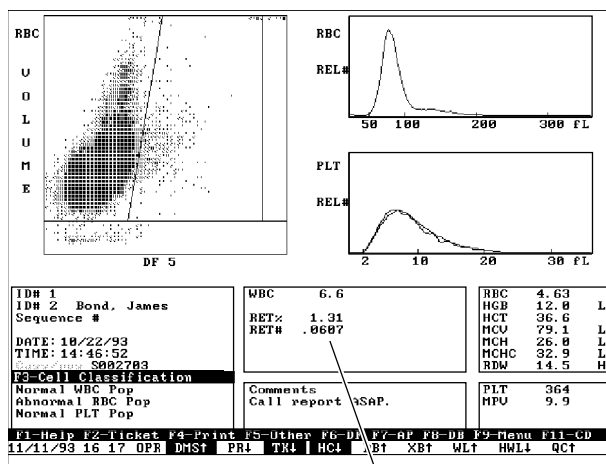 RBC
VOLUME
DF 5
RBC
REL#
50 100 200 300 fL
PLT
REL#
2 10 20 30 fL
ID# 1
ID# 2 Bond, James
Sequence #
DATE: 10/22/93
TIME: 14:46:52
S002703
F3-Cell Classification
Normal WBC Pop
Abnormal RBC Pop
Normal PLT Pop
WBC 6.6
RET% 1.31
RET# .0607
Comments
Call report ASAP.
RBC 4.63
HGB 12.0 L
HCT 36.6
MCV 79.1 L
MCH 26.0 L
MCHC 32.9 L
RDW 14.5 H
PLT 364
MPV 9.9
F1-Help F2-Ticket F4-Print F5-Other F6-DF F7-AP F8-DB F9-Menu F11-CD
11/11/93 16 17 OPR DMS↑ PR↓ TK↓ HC↓ AB↑ XB↑ WL↑ HWL↓ QC↑